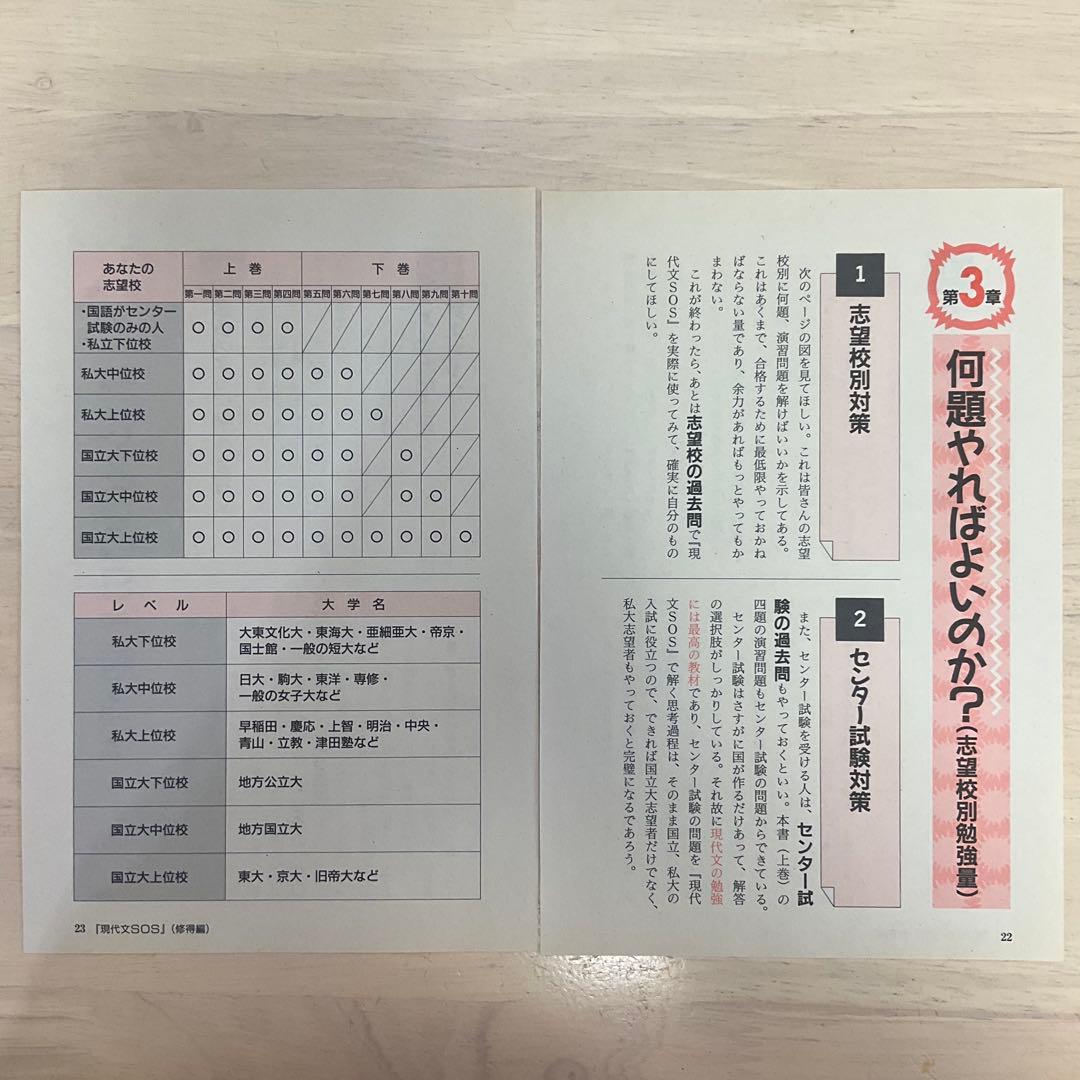 第3章
何題やればよいのか？（志望校別勉強量）
1 志望校別対策
次のページの図を見てほしい。これは皆さんの志望
校別に何題、演習問題を解けばいいかを示してある。
これはあくまで、合格するために最低限やっておかね
ばならない量であり、余力があればもっとやってもか
まわない。
これが終わったら、あとは志望校の過去問で『現
代文SOS』を実際に使ってみて、確実に自分のもの
にしてほしい。
2 センター試験対策
また、センター試験を受ける人は、センター試
験の過去問もやっておくといい。本書（上巻）の
四題の演習問題もセンター試験の問題からできている。
センター試験はさすがに国が作るだけあって、解答
の選択肢がしっかりしている。それ故に現代文の勉強
には最高の教材であり、センター試験の問題を『現代
文SOS』で解く思考過程は、そのまま国立、私大の
入試に役立つので、できれば国立大志望者だけでなく、
私大志望者もやっておくと完璧になるであろう。
22
あなたの
志望校
上巻 下巻
第一問 第二問 第三問 第四問 第五問 第六問 第七問 第八問 第九問 第十問
・国語がセンター
試験のみの人
・私立下位校
○ ○ ○ ○
私大中位校 ○ ○ ○ ○ ○ ○
私大上位校 ○ ○ ○ ○ ○ ○ ○
国立大下位校 ○ ○ ○ ○ ○ ○ ○
国立大中位校 ○ ○ ○ ○ ○ ○ ○ ○
国立大上位校 ○ ○ ○ ○ ○ ○ ○ ○ ○ ○
レベル 大学名
私大下位校 大東文化大・東海大・亜細亜大・帝京・
国士館・一般の短大など
私大中位校 日大・駒大・東洋・専修・
一般の女子大など
私大上位校 早稲田・慶応・上智・明治・中央・
青山・立教・津田塾など
国立大下位校 地方公立大
国立大中位校 地方国立大
国立大上位校 東大・京大・旧帝大など
23 『現代文SOS』（修得編）